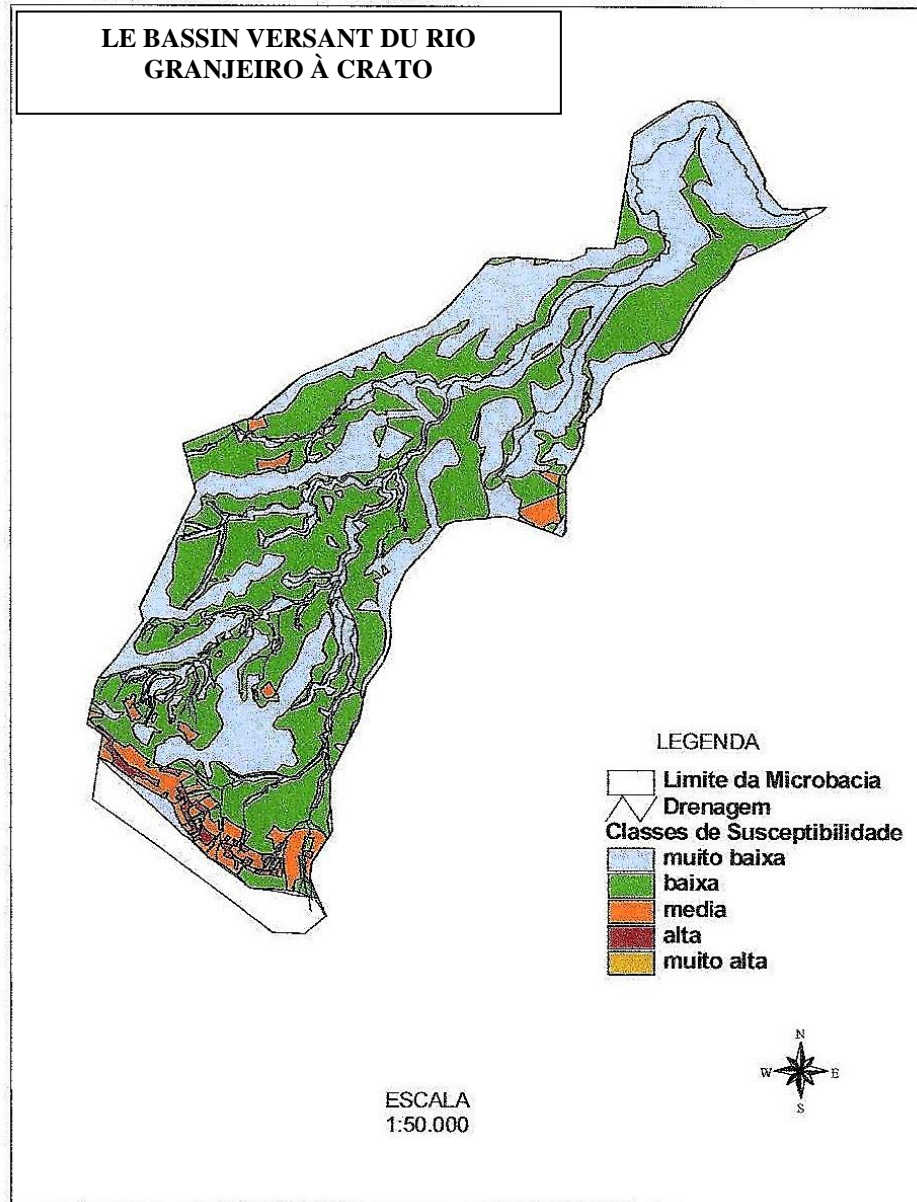 LE BASSIN VERSANT DU RIO
GRANJEIRO À CRATO
LEGENDA
Limite da Microbacia
Drenagem
Classes de Susceptibilidade
muito baixa
baixa
media
alta
muito alta
N
W E
S
ESCALA
1:50.000